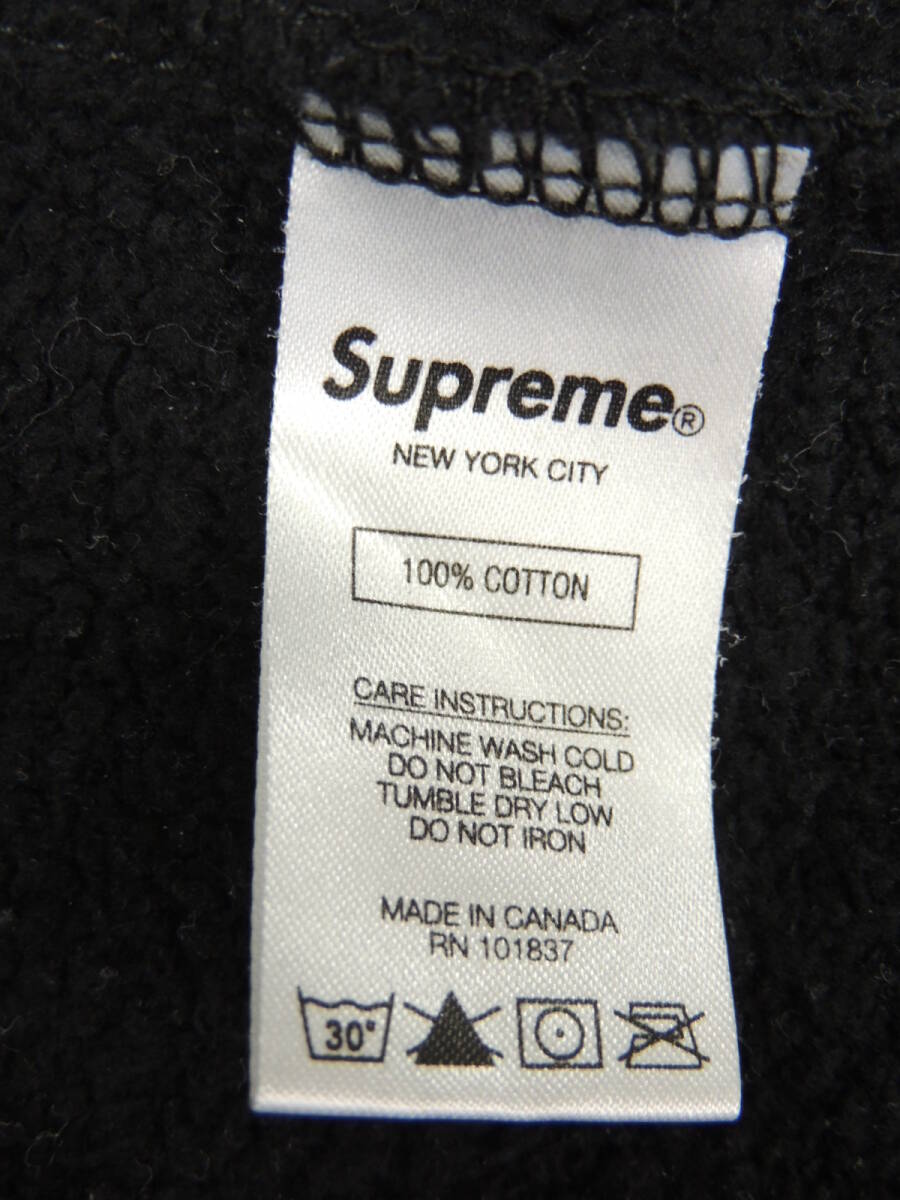 Supreme®
NEW YORK CITY
100% COTTON
CARE INSTRUCTIONS:
MACHINE WASH COLD
DO NOT BLEACH
TUMBLE DRY LOW
DO NOT IRON
MADE IN CANADA
RN 101837
30°